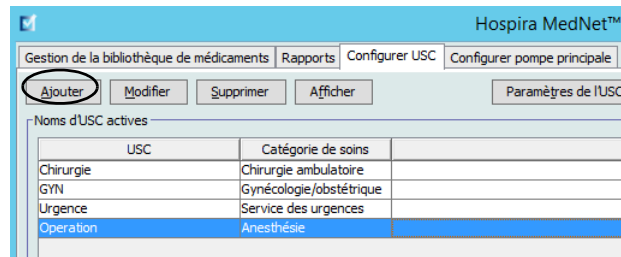 Hospira MedNet™
Gestion de la bibliothèque de médicaments Rapports Configurer USC Configurer pompe principale
Ajouter Modifier Supprimer Afficher Paramètres de l'USC
Noms d'USC actives
USC Catégorie de soins
Chirurgie Chirurgie ambulatoire
GYN Gynécologie/obstétrique
Urgence Service des urgences
Operation Anesthésie